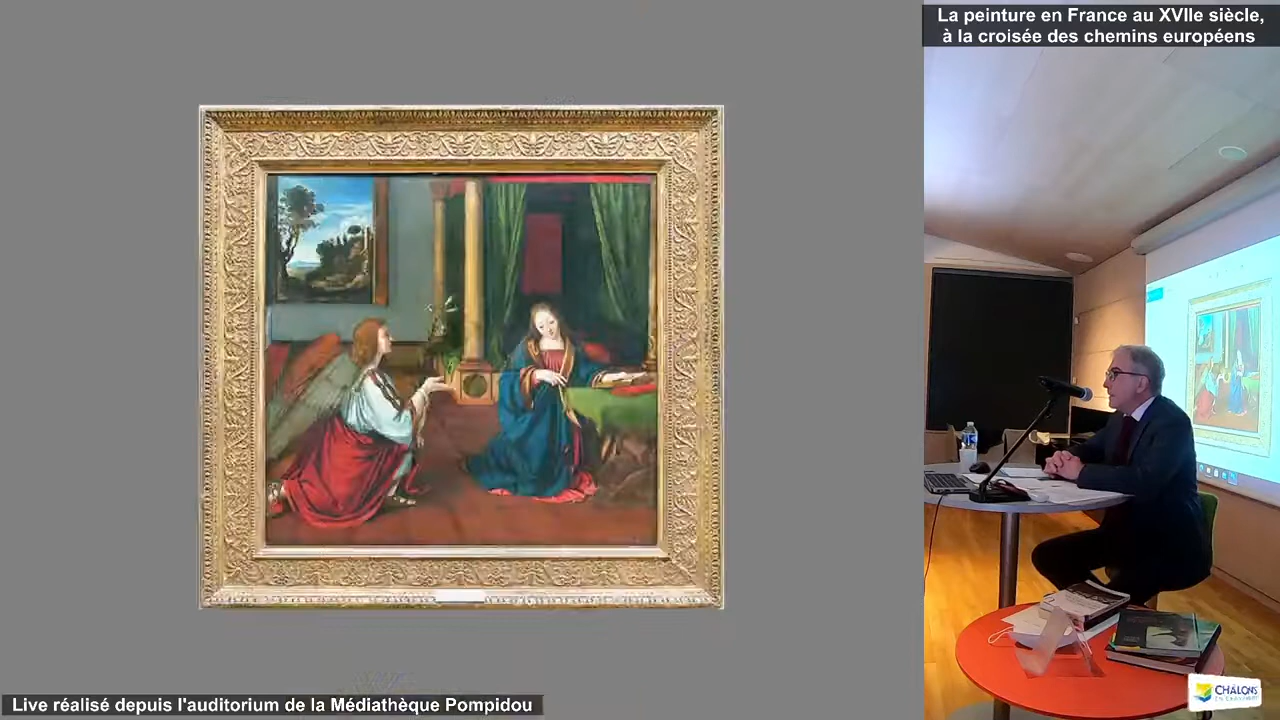 La peinture en France au XVIIe siècle,
à la croisée des chemins européens
Live réalisé depuis l'auditorium de la Médiathèque Pompidou
CHÂLONS